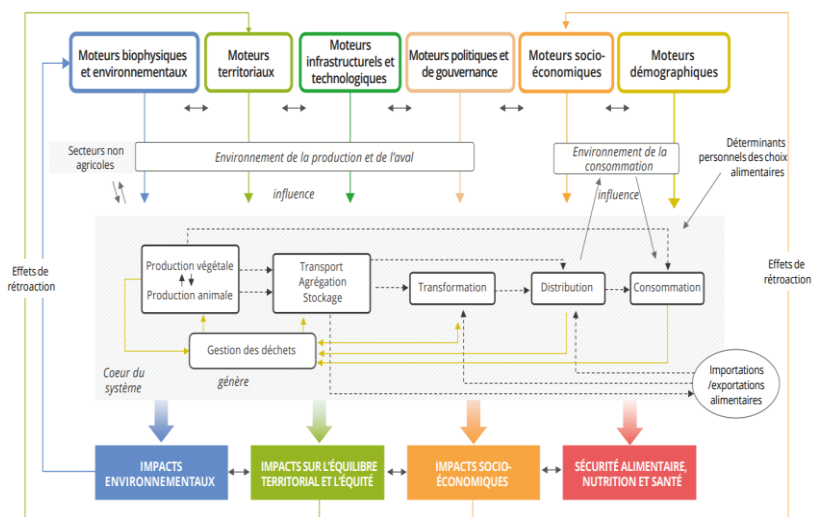 Moteurs biophysiques
et environnementaux
Moteurs
territoriaux
Moteurs
infrastructurels et
technologiques
Moteurs politiques
et de gouvernance
Moteurs socio-
économiques
Moteurs
démographiques
Secteurs non
agricoles
Environnement de la production et de l'aval
Environnement de la
consommation
Déterminants
personnels des choix
alimentaires
influence
influence
Effets de
rétroaction
Production végétale
Production animale
Transport
Agrégation
Stockage
Transformation
Distribution
Consommation
Effets de
rétroaction
Gestion des déchets
Coeur du
système
génère
Importations
/exportations
alimentaires
IMPACTS
ENVIRONNEMENTAUX
IMPACTS SUR L'ÉQUILIBRE
TERRITORIAL ET L'ÉQUITÉ
IMPACTS SOCIO-
ÉCONOMIQUES
SÉCURITÉ ALIMENTAIRE,
NUTRITION ET SANTÉ